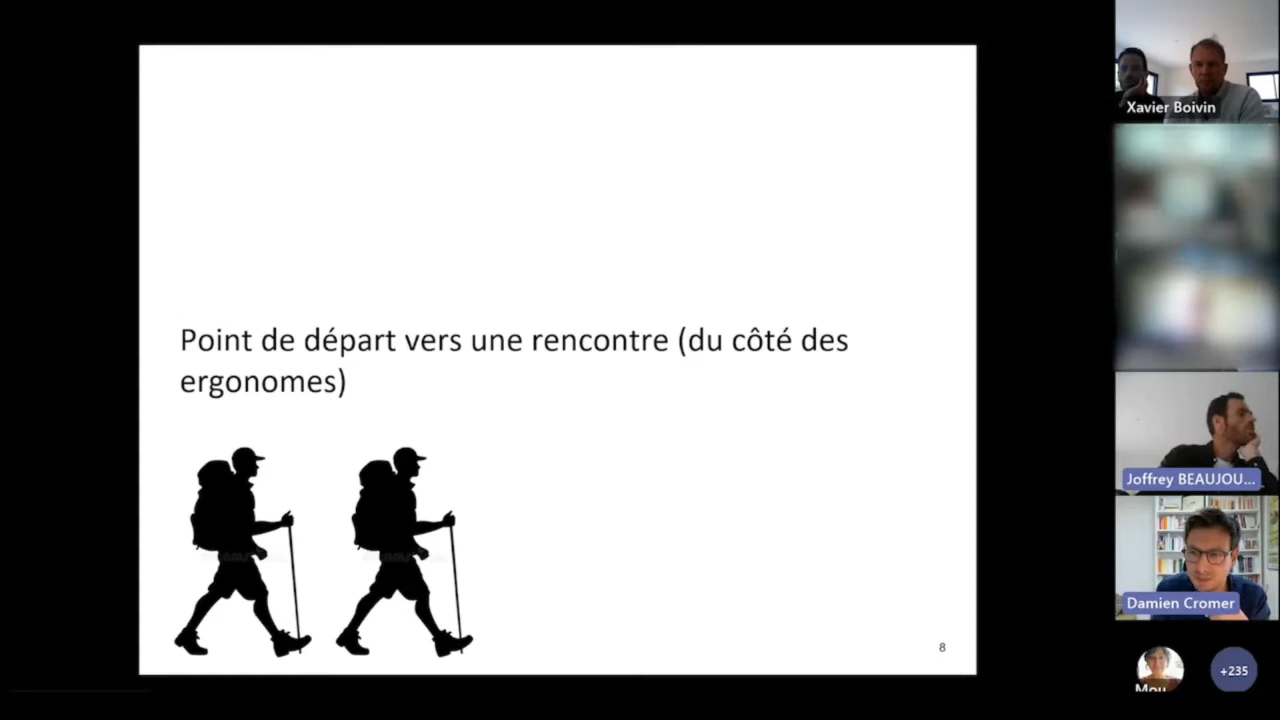 Point de départ vers une rencontre (du côté des
ergonomes)
8
Xavier Boivin
Joffrey BEAUJOU...
Damien Cromer
+235